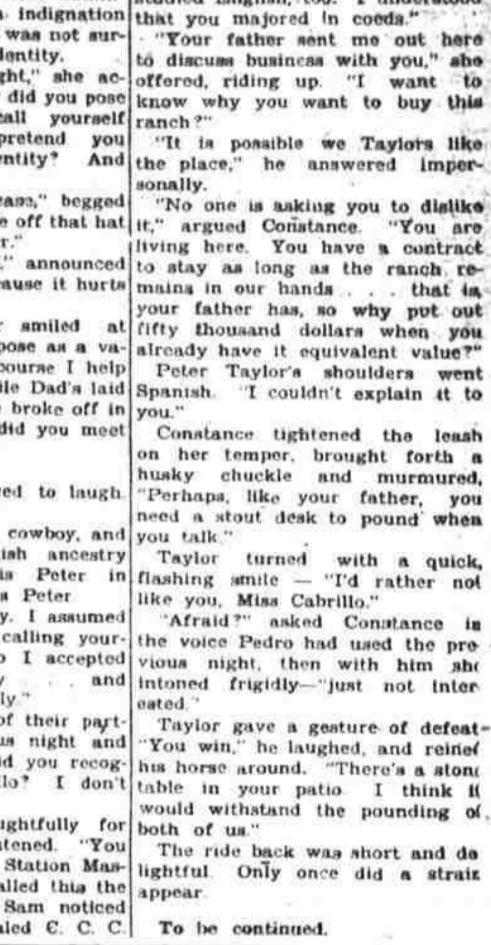 indignation
was not sur-
dentity.
ght," she ac-
did you pose
call yourself
pretend you
entity? And
ease," begged
e off that hat
r."
," announced
cause it hurts
smiled at
pose as a va-
course I help
ile Dad's laid
broke off in
did you meet
ed to laugh.
cowboy, and
ish ancestry
is Peter in
s Peter
y. I assumed
calling your-
I accepted
. . and
ly."
of their part-
us night and
id you recog-
llo? I don't
ughtfully for
tened. "You
Station Mas-
alled this the
Sam noticed
aled C. C. C.
that you majored in coeds."
"Your father sent me out here
to discuss business with you," she
offered, riding up. "I want to
know why you want to buy this
ranch?"
"It is possible we Taylors like
the place," he answered imper-
sonally.
"No one is asking you to dislike
it," argued Constance. "You are
living here. You have a contract
to stay as long as the ranch re-
mains in our hands . . . that is,
your father has, so why put out
fifty thousand dollars when you
already have it equivalent value?"
Peter Taylor's shoulders went
Spanish. "I couldn't explain it to
you."
Constance tightened the leash
on her temper, brought forth a
husky chuckle and murmured,
"Perhaps, like your father, you
need a stout desk to pound when
you talk."
Taylor turned with a quick,
flashing smile — "I'd rather not
like you, Miss Cabrillo."
"Afraid?" asked Constance in
the voice Pedro had used the pre
vious night, then with him she
intoned frigidly—"just not inter
ested."
Taylor gave a gesture of defeat-
"You win," he laughed, and reined
his horse around. "There's a stone
table in your patio. I think it
would withstand the pounding of
both of us."
The ride back was short and de
lightful. Only once did a strain
appear.
To be continued.